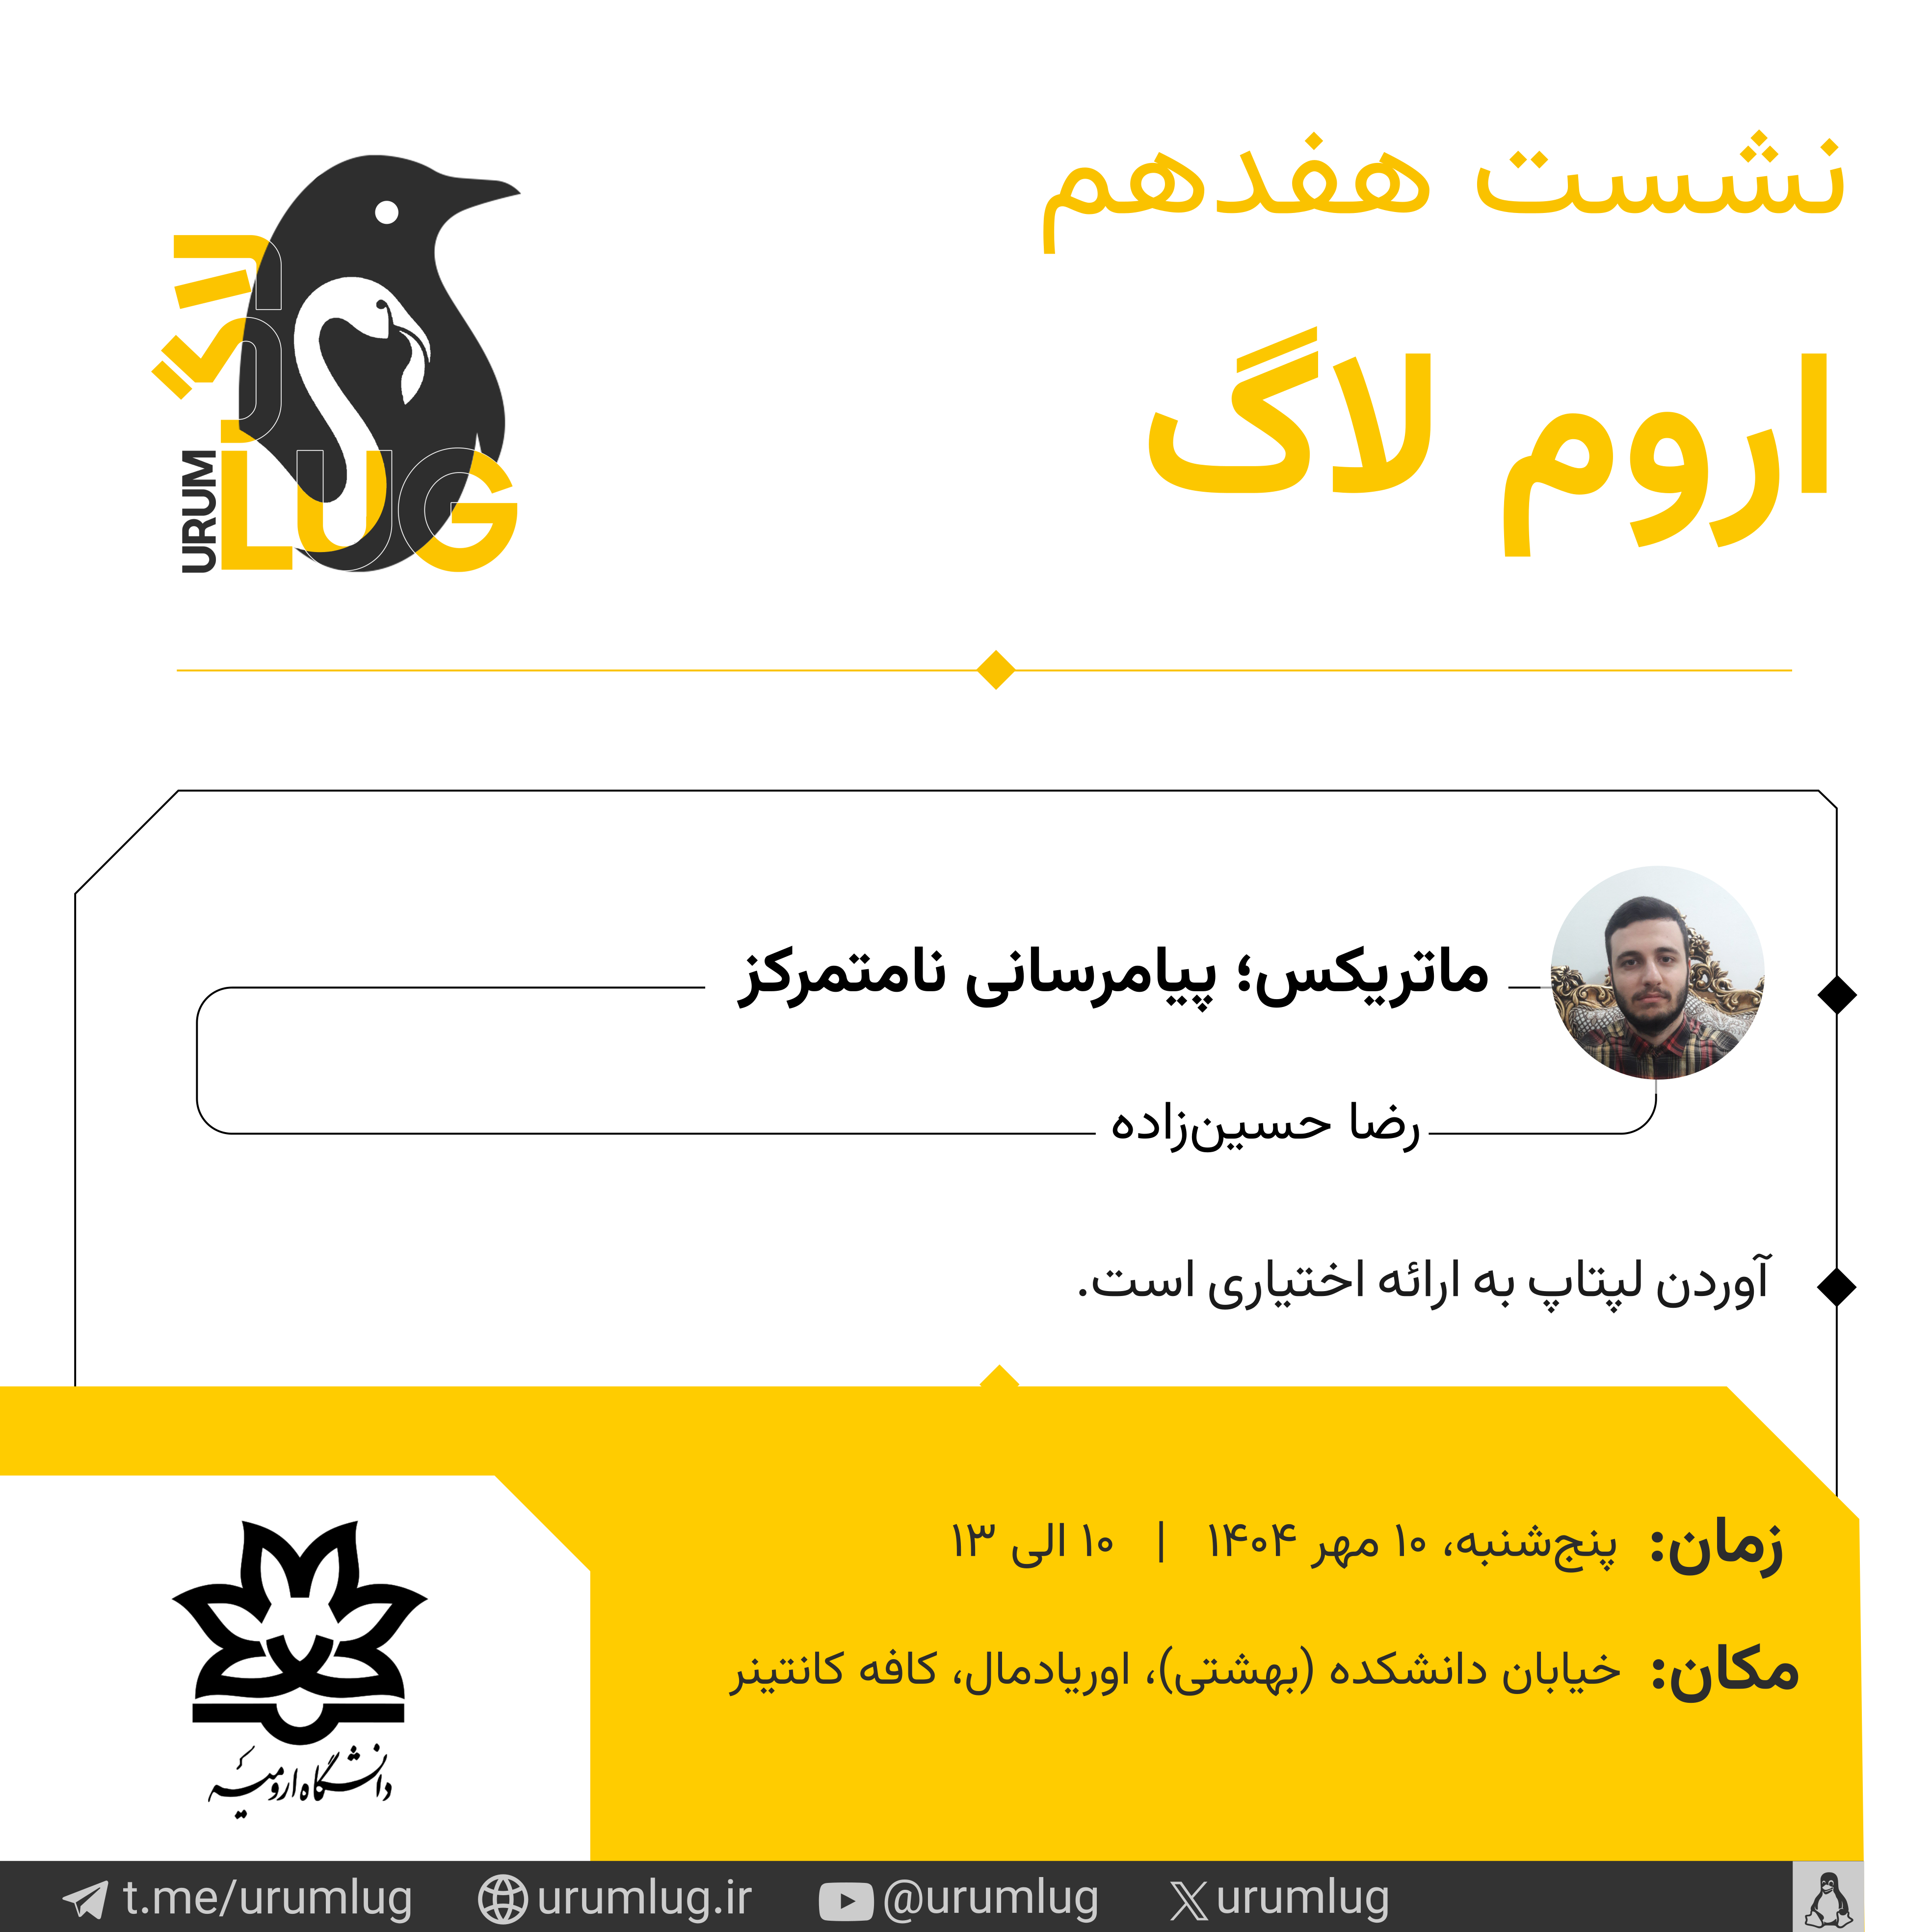 نشست هفدهم
اروم لاگ
اروم‌لاگ
URUM
LUG
ماتریکس؛ پیامرسانی نامتمرکز
رضا حسین‌زاده
آوردن لپتاپ به ارائه اختیاری است.
زمان: پنج‌شنبه، ۱۰ مهر ۱۴۰۴ | ۱۰ الی ۱۳
مکان: خیابان دانشکده (بهشتی)، اوریادمال، کافه کانتینر
دانشگاه ارومیه
t.me/urumlug urumlug.ir @urumlug urumlug